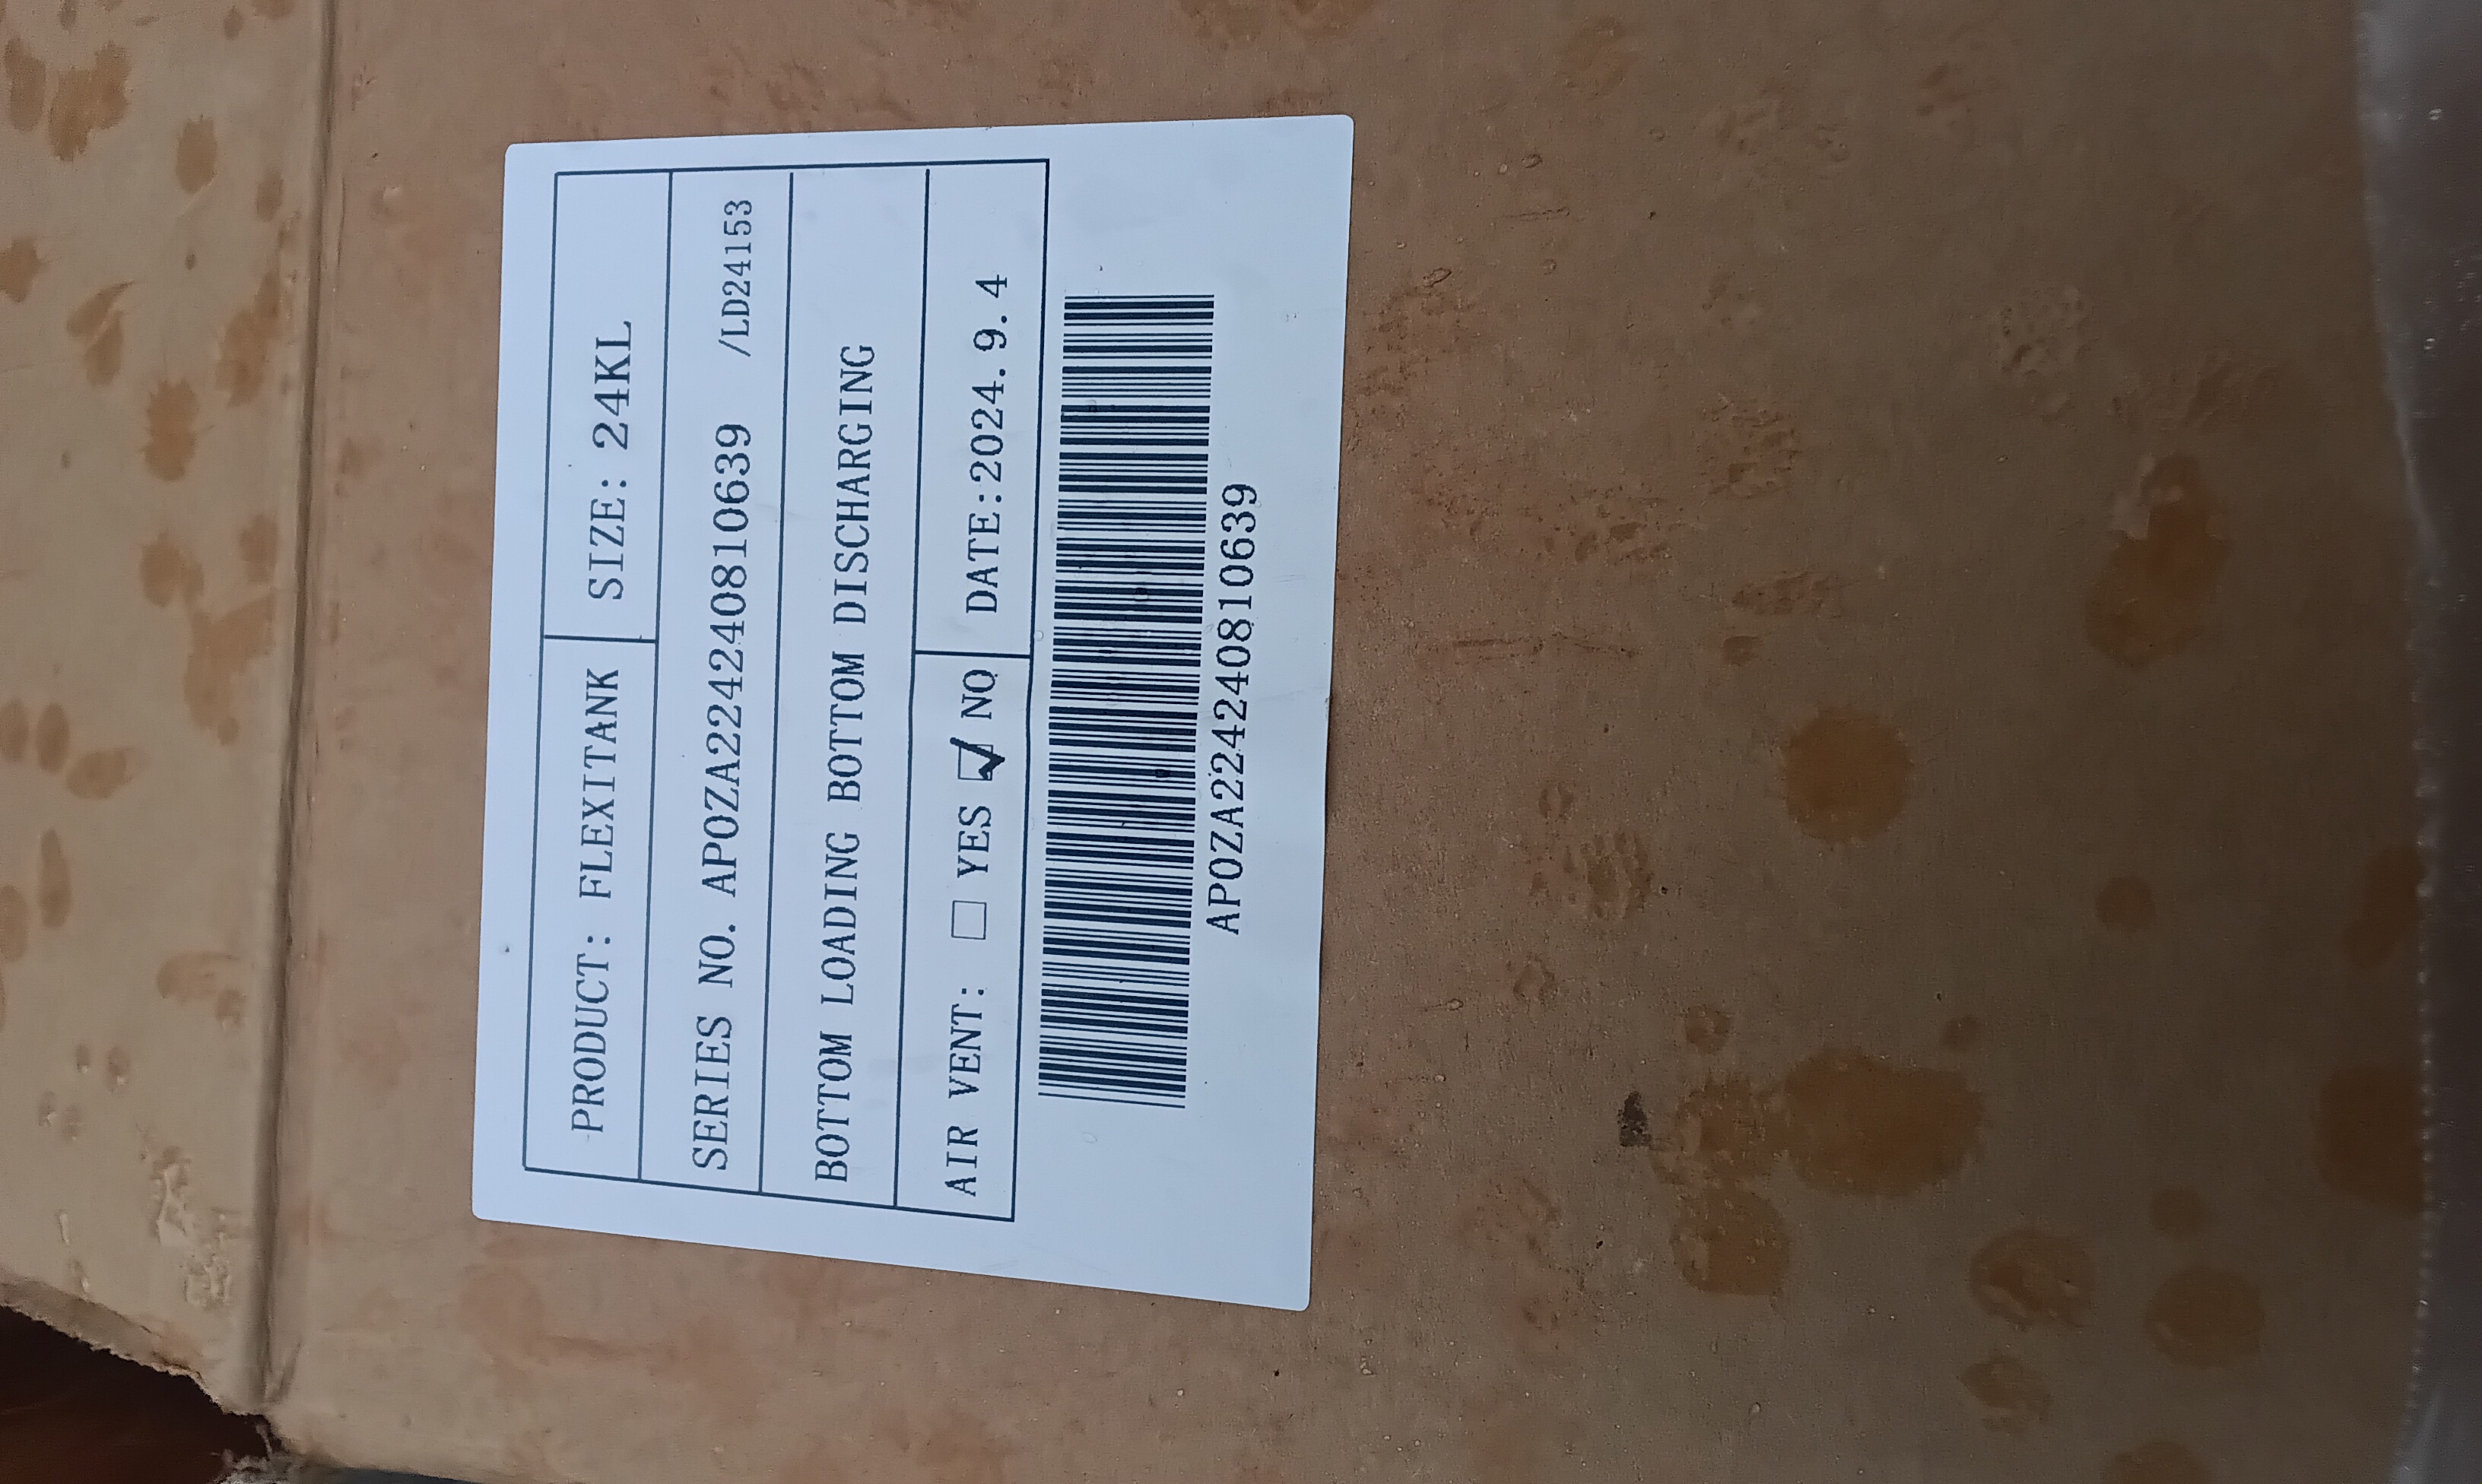 PRODUCT: FLEXITANK SIZE: 24KL
SERIES NO. APOZA224240810639 /LD24153
BOTTOM LOADING BOTTOM DISCHARGING
AIR VENT: ☐ YES ☑ NO DATE:2024.9.4
APOZA224240810639